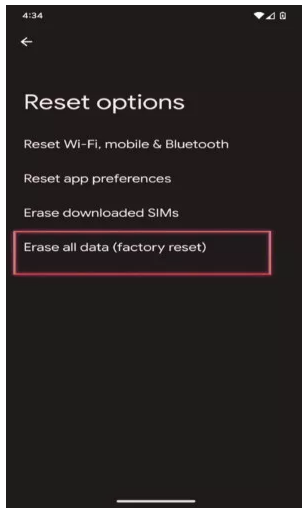 4:34
Reset options
Reset Wi-Fi, mobile & Bluetooth
Reset app preferences
Erase downloaded SIMs
Erase all data (factory reset)